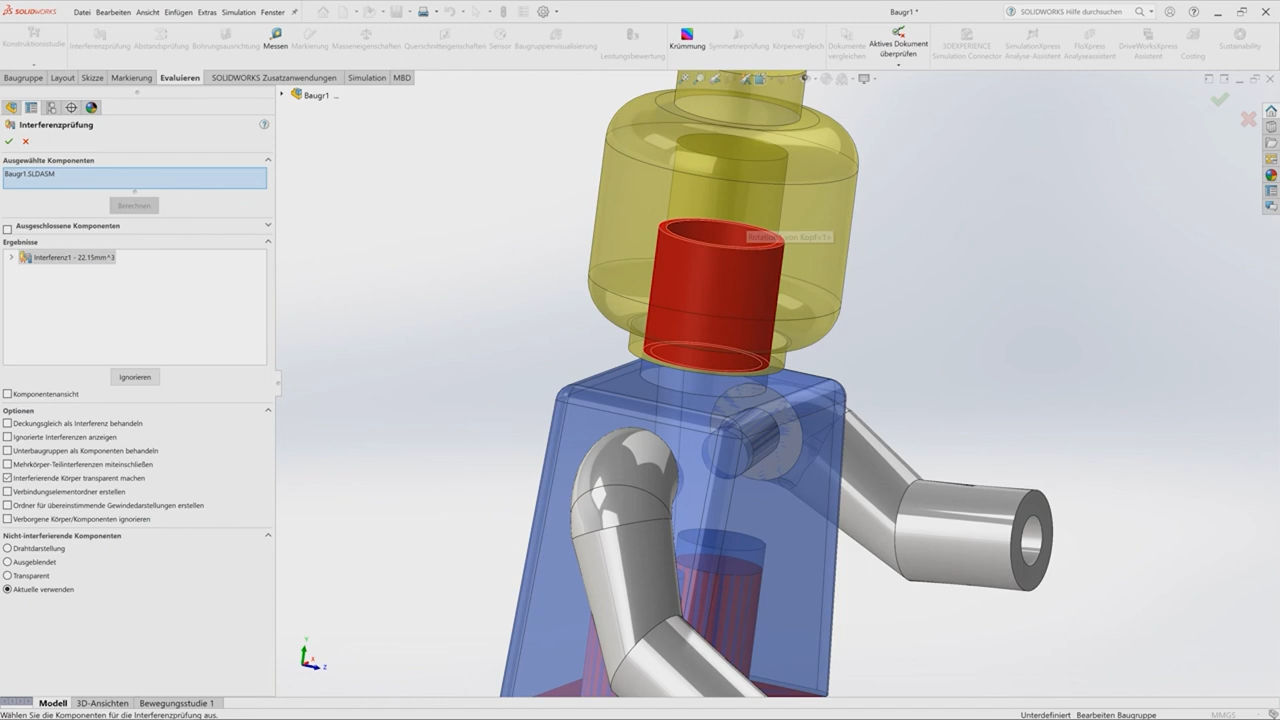 SOLIDWORKS Datei Bearbeiten Ansicht Einfügen Extras Simulation Fenster Baugr1 * SOLIDWORKS Hilfe durchsuchen
Konstruktionsstudie Interferenzprüfung Abstandsprüfung Bohrungsausrichtung Messen Markierung Masseneigenschaften Querschnitteigenschaften Sensor Baugruppenvisualisierung Leistungsbewertung Krümmung Symmetrieprüfung Körpervergleich Dokumente vergleichen Aktives Dokument überprüfen 3DEXPERIENCE Simulation Connector SimulationXpress Analyse-Assistent FloXpress Analyseassistent DriveWorksXpress Assistent Costing Sustainability
Baugruppe Layout Skizze Markierung Evaluieren SOLIDWORKS Zusatzanwendungen Simulation MBD
Baugr1 ...
Interferenzprüfung
Ausgewählte Komponenten
Baugr1.SLDASM
Berechnen
Ausgeschlossene Komponenten
Ergebnisse
Interferenz1 - 22.15mm^3
Ignorieren
Komponentenansicht
Optionen
Deckungsgleich als Interferenz behandeln
Ignorierte Interferenzen anzeigen
Unterbaugruppen als Komponenten behandeln
Mehrkörper-Teilinterferenzen miteinschließen
Interferierende Körper transparent machen
Verbindungselementordner erstellen
Ordner für übereinstimmende Gewindedarstellungen erstellen
Verborgene Körper/Komponenten ignorieren
Nicht-interferierende Komponenten
Drahtdarstellung
Ausgeblendet
Transparent
Aktuelle verwenden
von Kopf<1>
Y
X
Z
Modell 3D-Ansichten Bewegungsstudie 1
Wählen Sie die Komponenten für die Interferenzprüfung aus. Unterdefiniert Bearbeiten Baugruppe MMGS